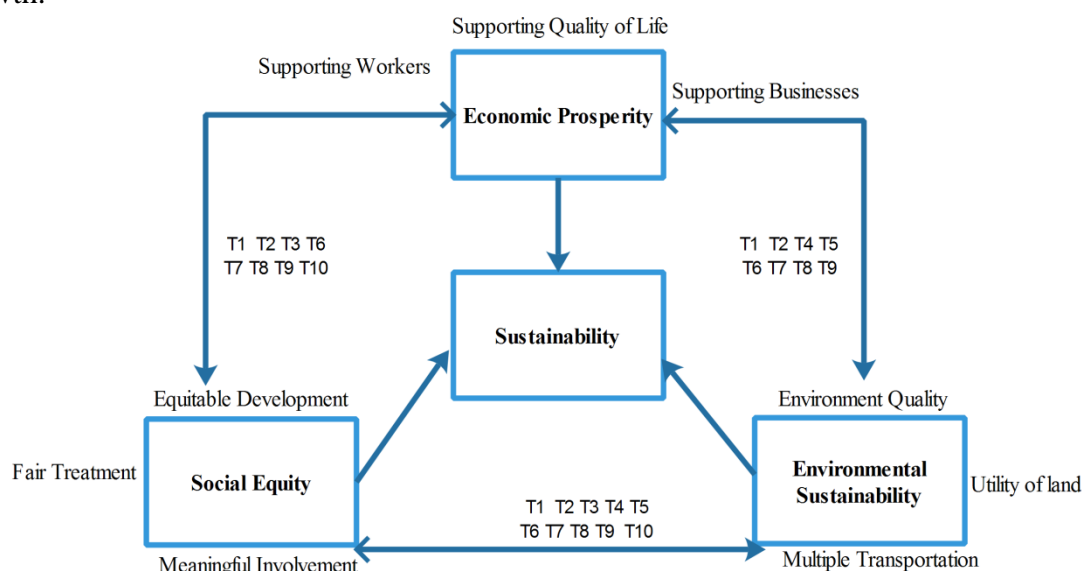 Supporting Quality of Life
Supporting Workers
Supporting Businesses
Economic Prosperity
T1 T2 T3 T6
T7 T8 T9 T10
T1 T2 T4 T5
T6 T7 T8 T9
Sustainability
Equitable Development
Environment Quality
Fair Treatment
Social Equity
Environmental
Sustainability
Utility of land
T1 T2 T3 T4 T5
T6 T7 T8 T9 T10
Meaningful Involvement
Multiple Transportation